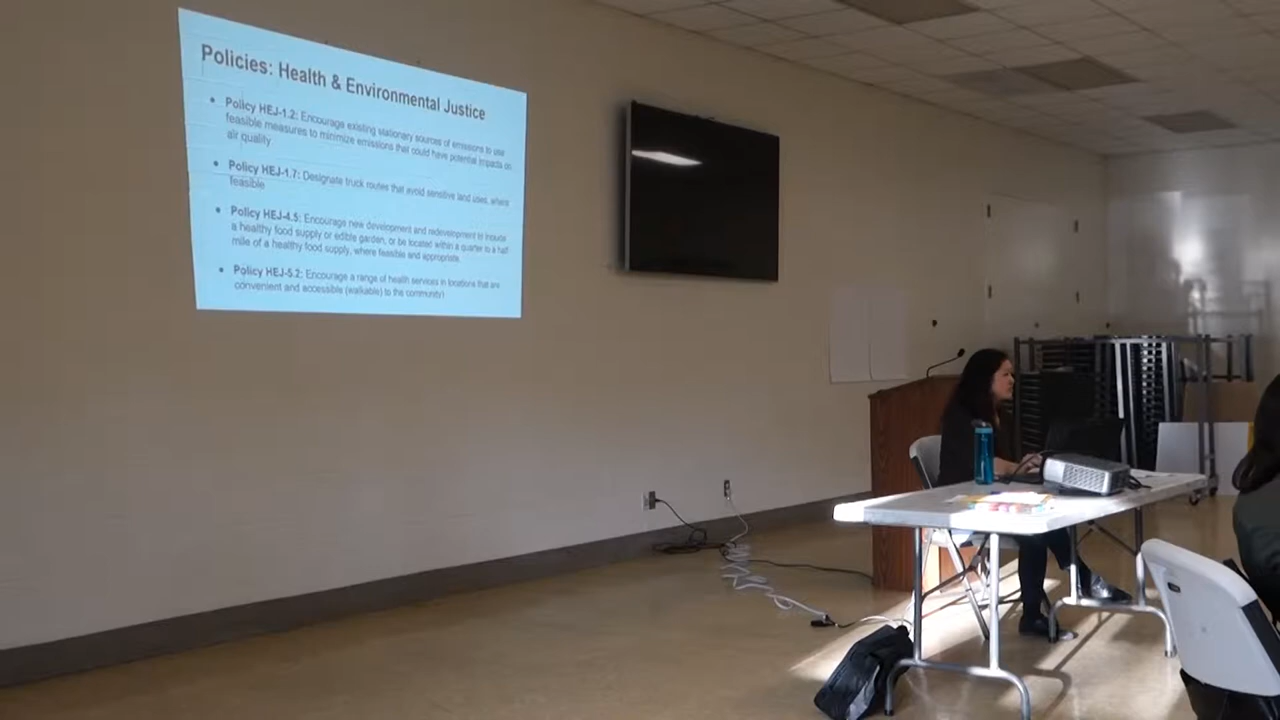 Policies: Health & Environmental Justice
• Policy HEJ-1.2: Encourage existing stationary sources of emissions to use
feasible measures to minimize emissions that could have potential impacts on
air quality
• Policy HEJ-1.7: Designate truck routes that avoid sensitive land uses, where
feasible
• Policy HEJ-4.5: Encourage new development and redevelopment to include
a healthy food supply or edible garden, or be located within a quarter to a half
mile of a healthy food supply, where feasible and appropriate.
• Policy HEJ-5.2: Encourage a range of health services in locations that are
convenient and accessible (walkable) to the community)